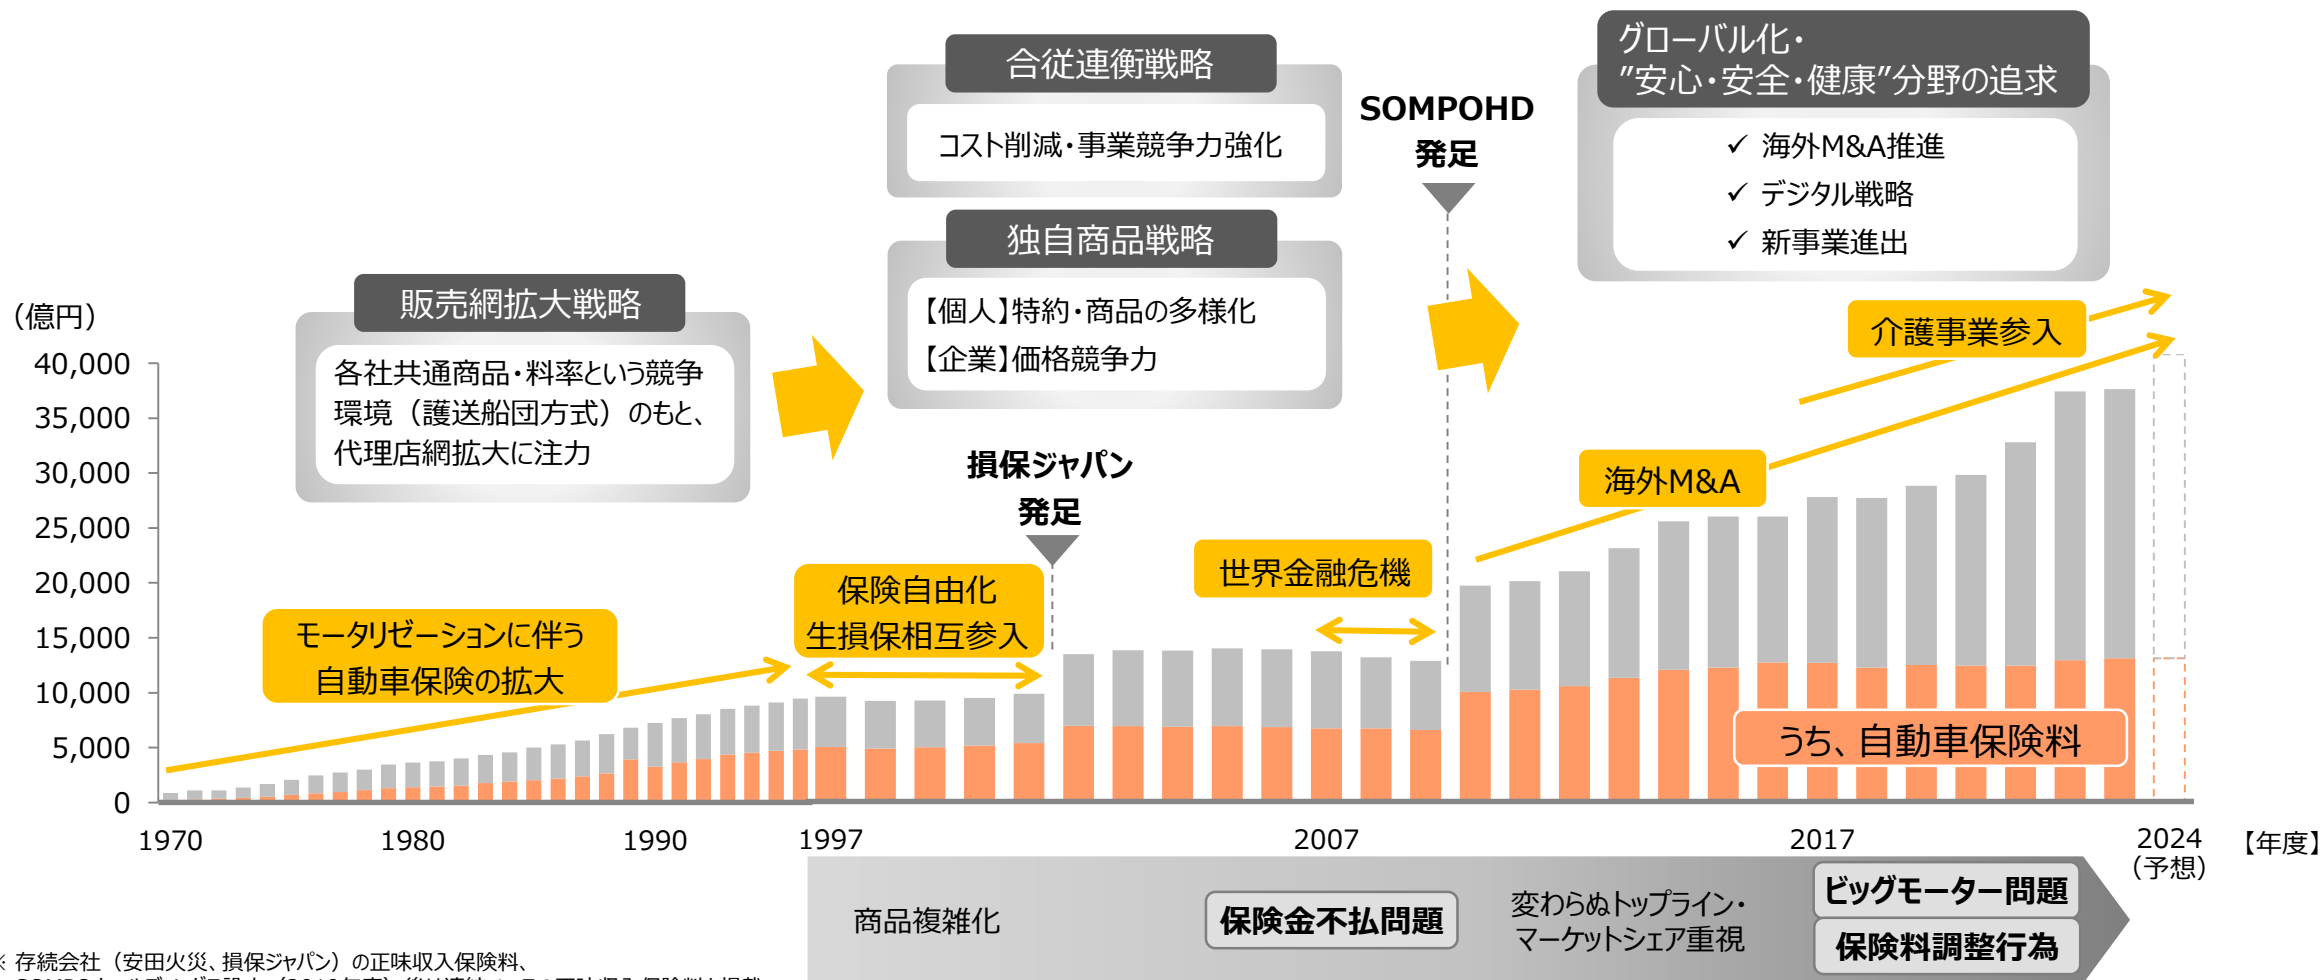 合従連衡戦略
コスト削減・事業競争力強化
独自商品戦略
【個人】特約・商品の多様化
【企業】価格競争力
SOMPOHD
発足
グローバル化・
”安心・安全・健康”分野の追求
✓ 海外M&A推進
✓ デジタル戦略
✓ 新事業進出
販売網拡大戦略
各社共通商品・料率という競争
環境（護送船団方式）のもと、
代理店網拡大に注力
損保ジャパン
発足
介護事業参入
海外M&A
世界金融危機
保険自由化
生損保相互参入
モータリゼーションに伴う
自動車保険の拡大
うち、自動車保険料
（億円）
40,000
35,000
30,000
25,000
20,000
15,000
10,000
5,000
0
1970
1980
1990
1997
2007
2017
2024
（予想）
【年度】
商品複雑化
保険金不払問題
変わらぬトップライン・
マーケットシェア重視
ビッグモーター問題
保険料調整行為
※ 存続会社（安田火災、損保ジャパン）の正味収入保険料、